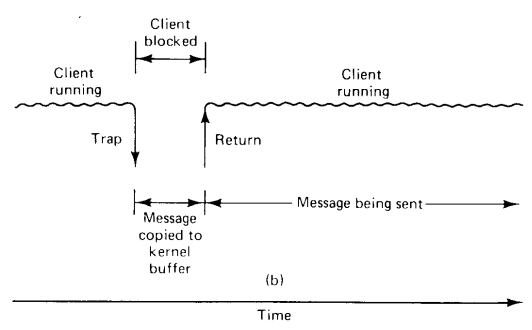 Client
blocked
Client
running
Client
running
Trap
Return
Message being sent
Message
copied to
kernel
buffer
(b)
Time